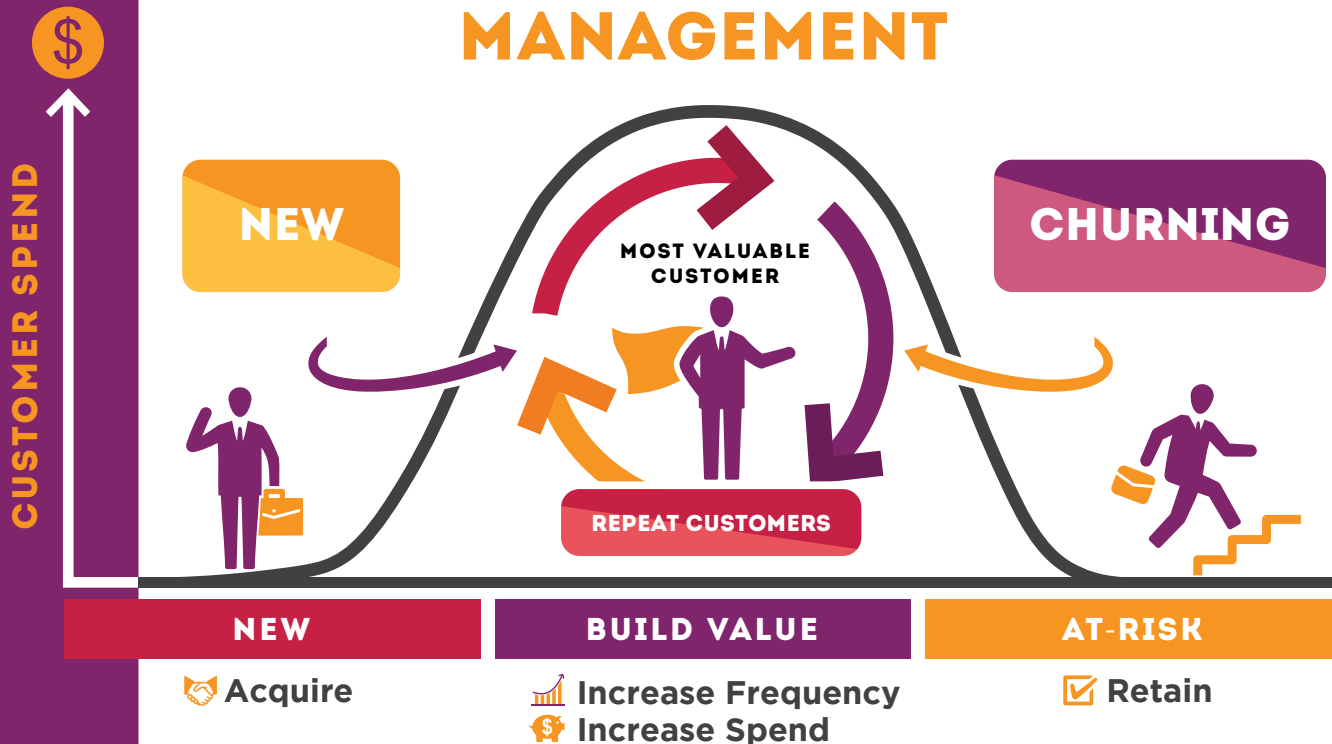 MANAGEMENT
$
CUSTOMER SPEND
NEW
CHURNING
MOST VALUABLE
CUSTOMER
REPEAT CUSTOMERS
NEW
BUILD VALUE
AT-RISK
Acquire
Increase Frequency
$ Increase Spend
Retain